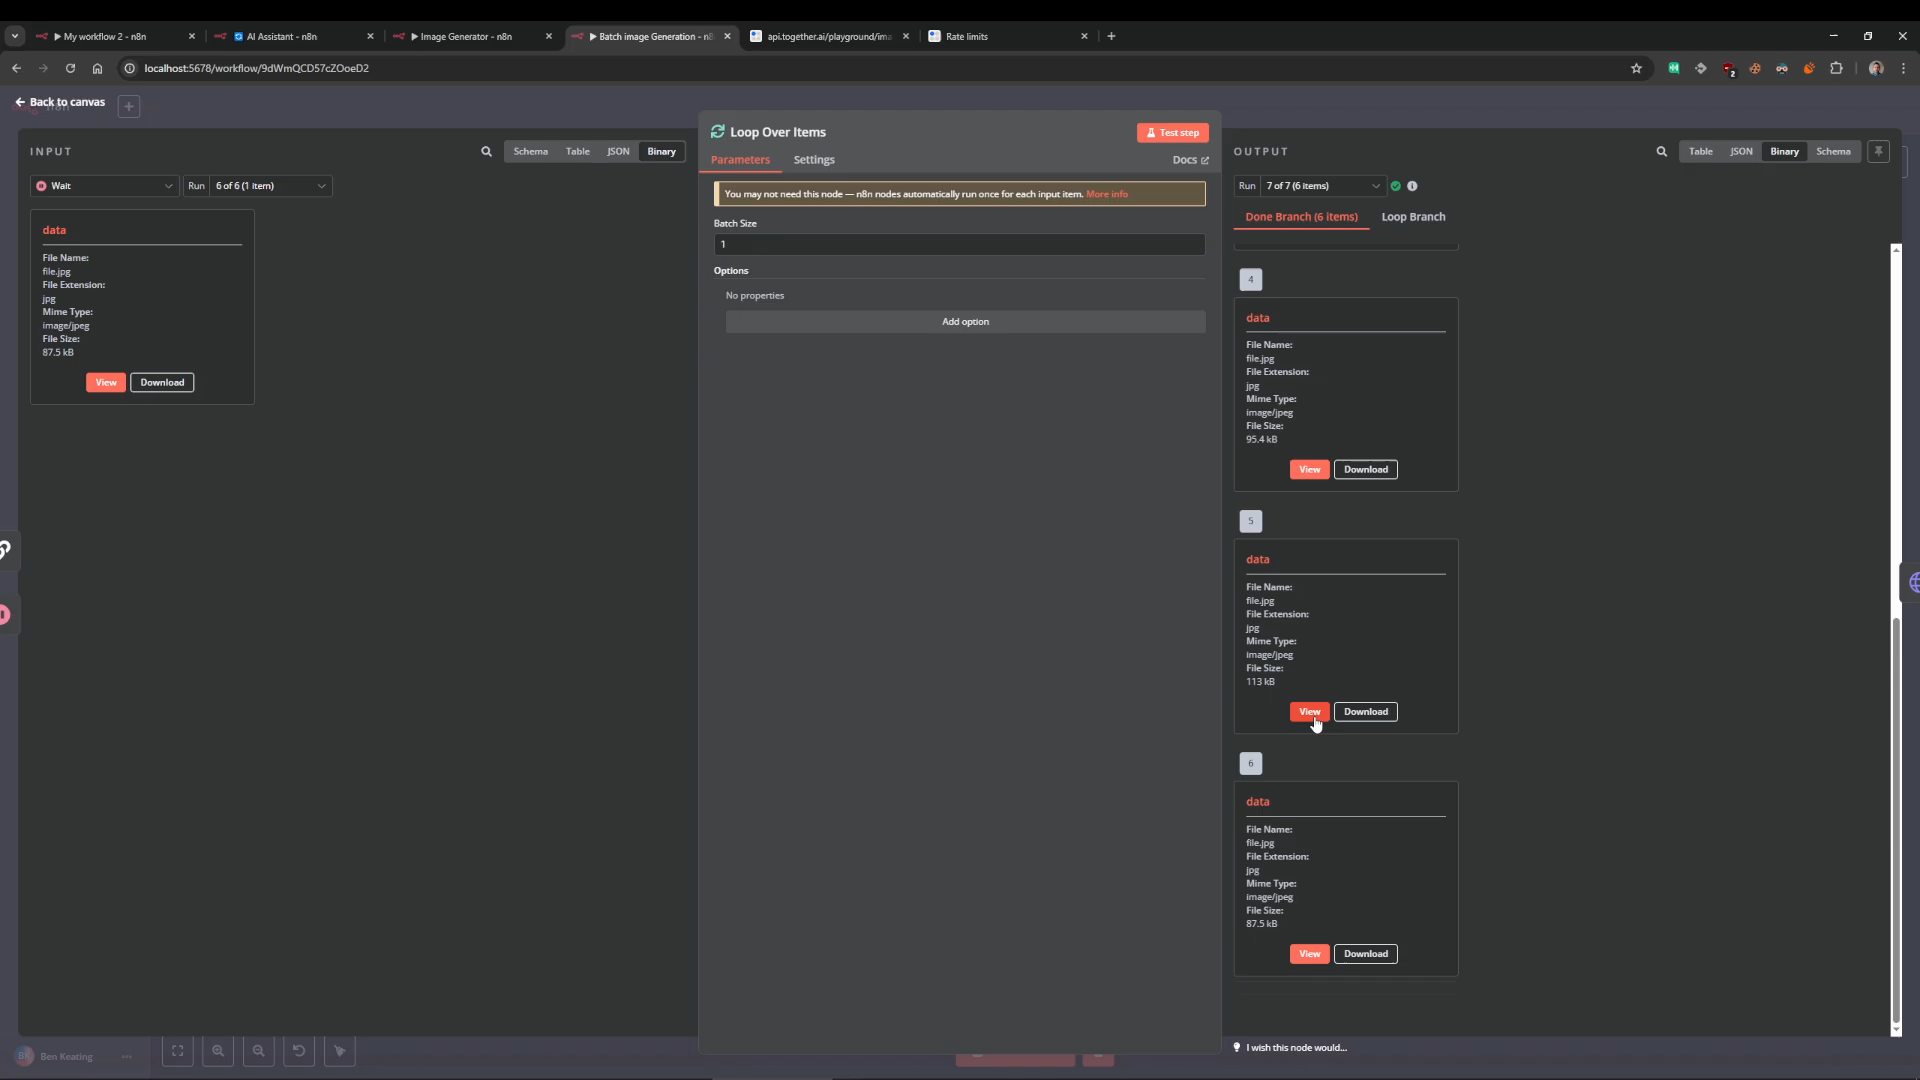 My workflow 2 - n8n
AI Assistant - n8n
Image Generator - n8n
Batch image Generation - n8
api.together.ai/playground/ima
Rate limits
localhost:5678/workflow/9dWmQCD57cZOoeD2
2
Back to canvas
INPUT
Schema
Table
JSON
Binary
Wait
Run
6 of 6 (1 item)
data
File Name:
file.jpg
File Extension:
jpg
Mime Type:
image/jpeg
File Size:
87.5 kB
View
Download
Loop Over Items
Test step
Parameters
Settings
Docs
You may not need this node — n8n nodes automatically run once for each input item. More info
Batch Size
1
Options
No properties
Add option
OUTPUT
Table
JSON
Binary
Schema
Run
7 of 7 (6 items)
Done Branch (6 items)
Loop Branch
4
data
File Name:
file.jpg
File Extension:
jpg
Mime Type:
image/jpeg
File Size:
95.4 kB
View
Download
5
data
File Name:
file.jpg
File Extension:
jpg
Mime Type:
image/jpeg
File Size:
113 kB
View
Download
6
data
File Name:
file.jpg
File Extension:
jpg
Mime Type:
image/jpeg
File Size:
87.5 kB
View
Download
BK
Ben Keating
I wish this node would...